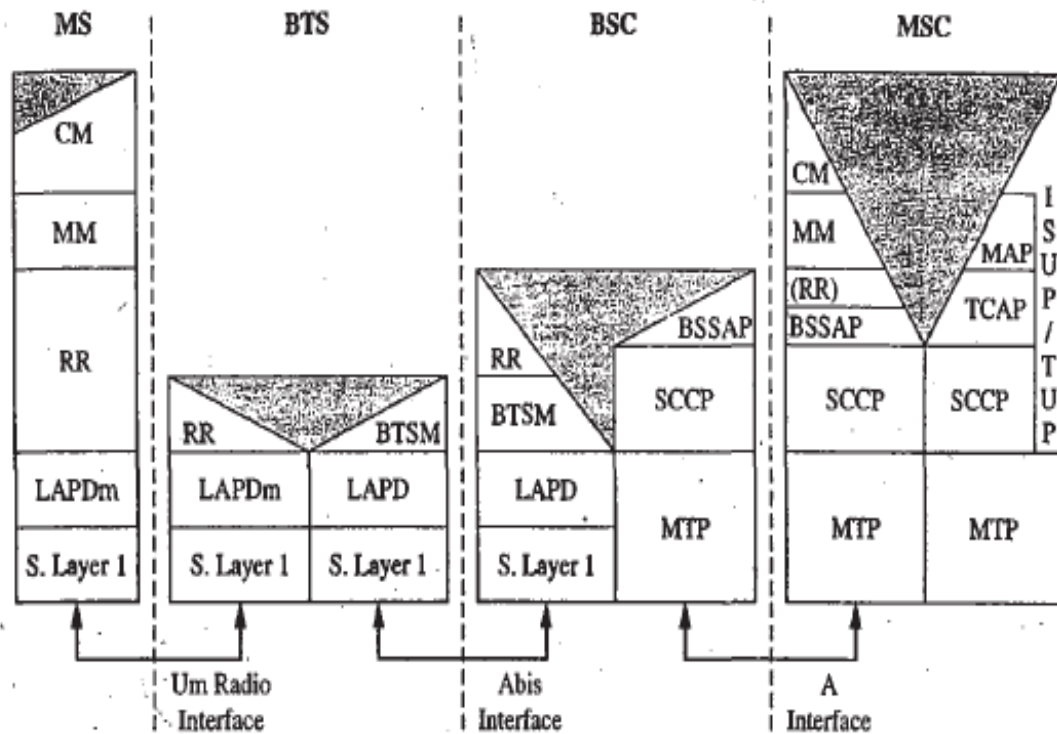 MS
BTS
BSC
MSC
CM
MM
RR
LAPDm
S. Layer 1
RR
BTSM
LAPDm
LAPD
S. Layer 1
S. Layer 1
RR
BTSM
LAPD
S. Layer 1
BSSAP
SCCP
MTP
CM
MM
(RR)
BSSAP
SCCP
MTP
MAP
TCAP
SCCP
MTP
ISUP/TUP
Um Radio
Interface
Abis
Interface
A
Interface